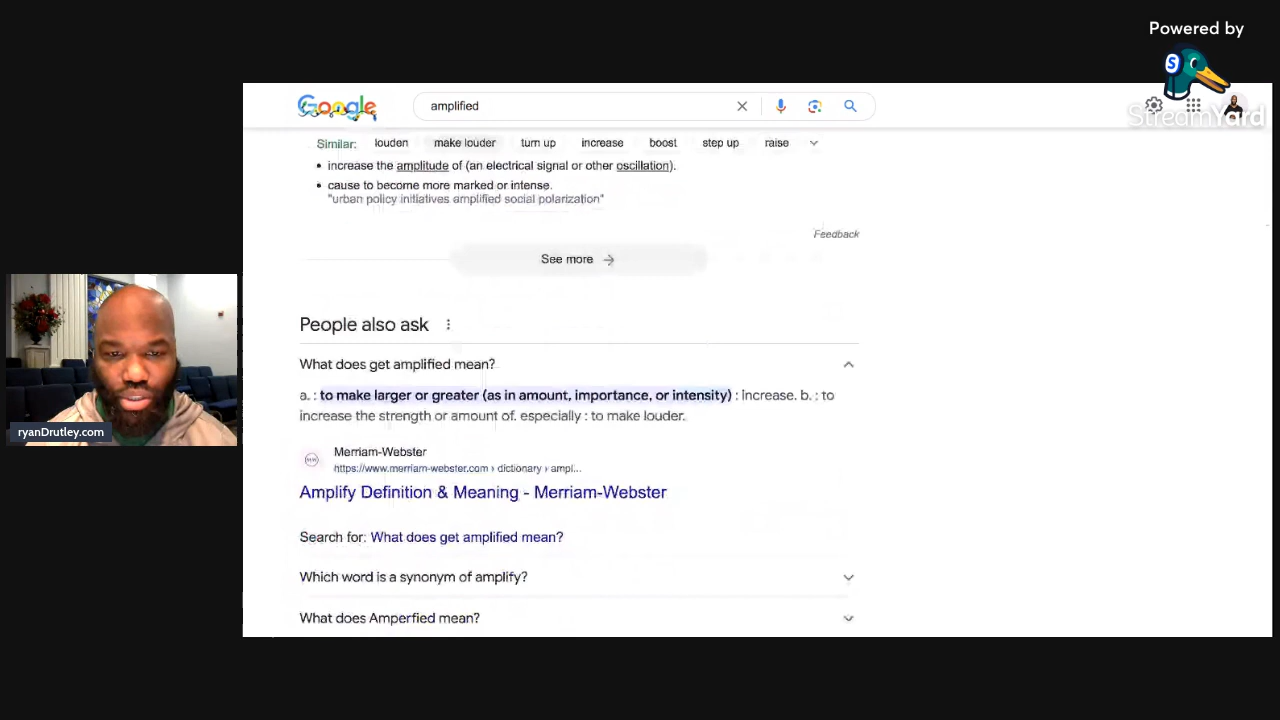 Powered by
StreamYard
Google
amplified
Similar: louden make louder turn up increase boost step up raise
• increase the amplitude of (an electrical signal or other oscillation).
• cause to become more marked or intense.
"urban policy initiatives amplified social polarization"
Feedback
See more
People also ask
What does get amplified mean?
a. : to make larger or greater (as in amount, importance, or intensity) : increase. b. : to
increase the strength or amount of. especially : to make louder.
Merriam-Webster
https://www.merriam-webster.com › dictionary › ampl...
Amplify Definition & Meaning - Merriam-Webster
Search for: What does get amplified mean?
Which word is a synonym of amplify?
What does Amperfied mean?
ryanDrutley.com